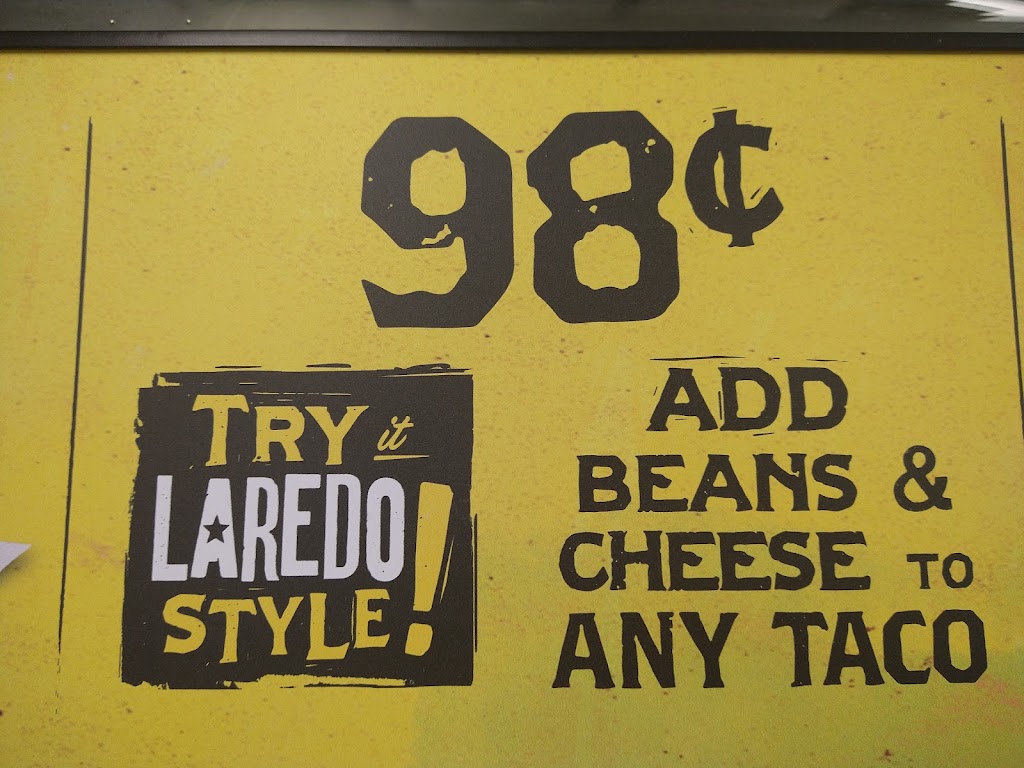 98¢
TRY it
LAREDO
STYLE!
ADD
BEANS &
CHEESE TO
ANY TACO